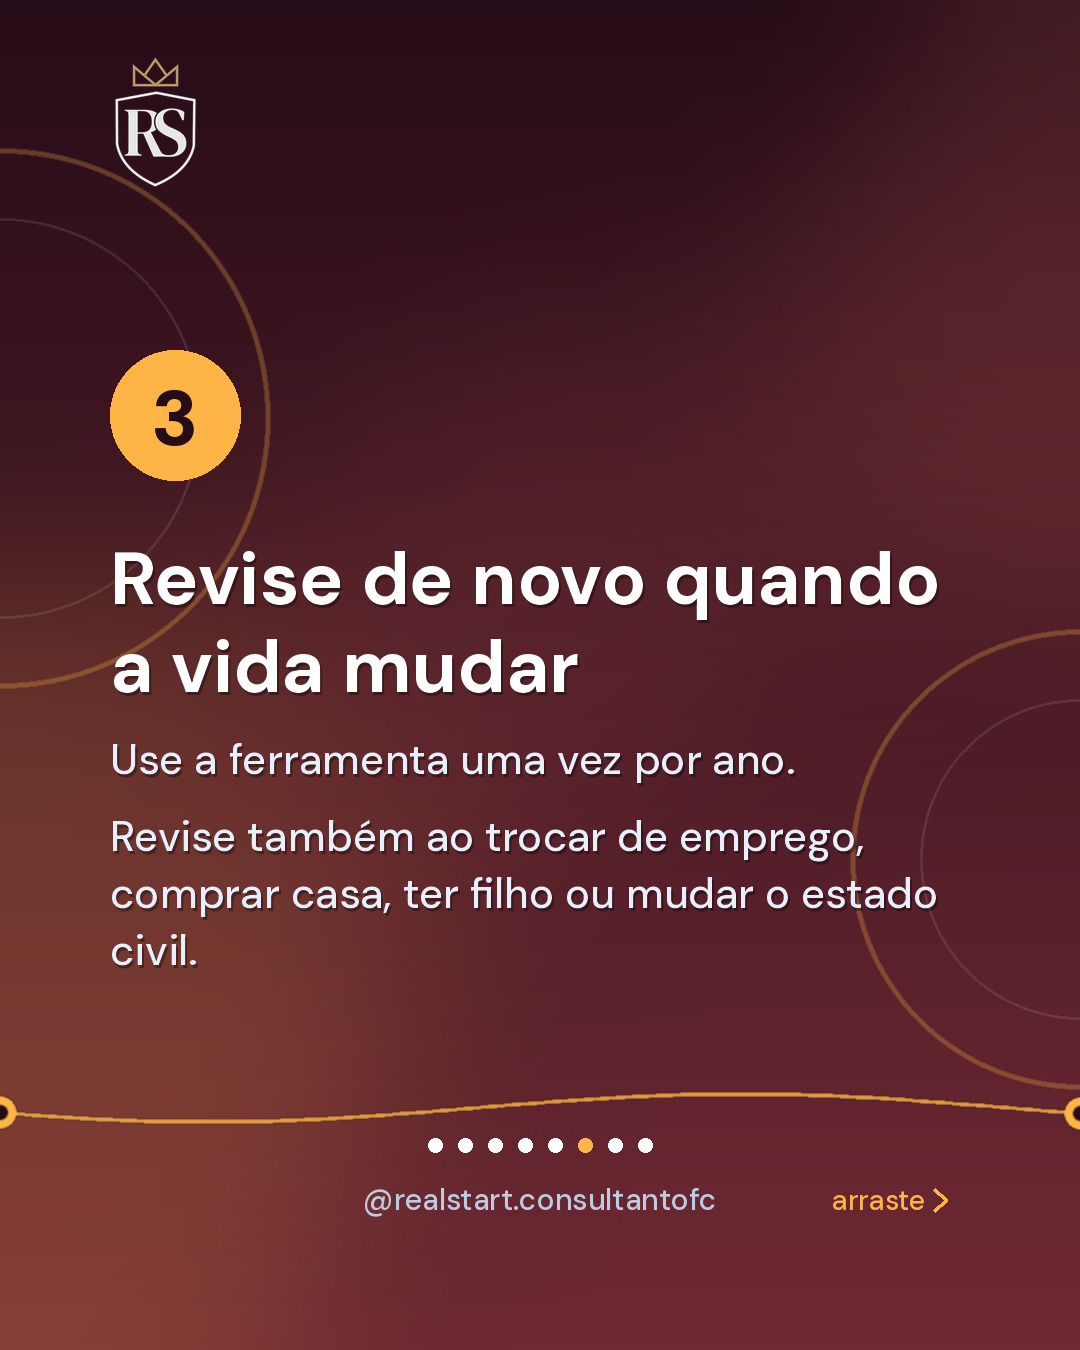 RS
3
Revise de novo quando
a vida mudar
Use a ferramenta uma vez por ano.
Revise também ao trocar de emprego,
comprar casa, ter filho ou mudar o estado
civil.
@realstart.consultantofc
arraste